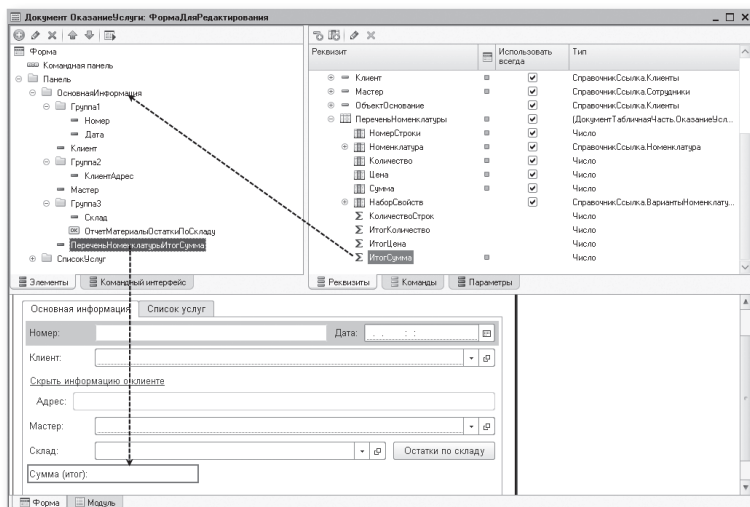 Документ ОказаниеУслуги: ФормаДляРедактирования
Форма
Командная панель
Панель
ОсновнаяИнформация
Группа1
Номер
Дата
Клиент
Группа2
КлиентАдрес
Мастер
Группа3
Склад
ОтчетМатериалыОстаткиПоСкладу
ПереченьНоменклатурыИтогСумма
СписокУслуг
Элементы Командный интерфейс
Реквизит Использовать всегда Тип
Клиент СправочникСсылка.Клиенты
Мастер СправочникСсылка.Сотрудники
ОбъектОснование СправочникСсылка.Клиенты
ПереченьНоменклатуры (ДокументТабличнаяЧасть.ОказаниеУсл...
НомерСтроки Число
Номенклатура СправочникСсылка.Номенклатура
Количество Число
Цена Число
Сумма Число
НаборСвойств СправочникСсылка.ВариантыНоменклату...
КоличествоСтрок Число
ИтогКоличество Число
ИтогЦена Число
ИтогСумма Число
Реквизиты Команды Параметры
Основная информация Список услуг
Номер: Дата: . . : :
Клиент:
Скрыть информацию о клиенте
Адрес:
Мастер:
Склад: Остатки по складу
Сумма (итог):
Форма Модуль